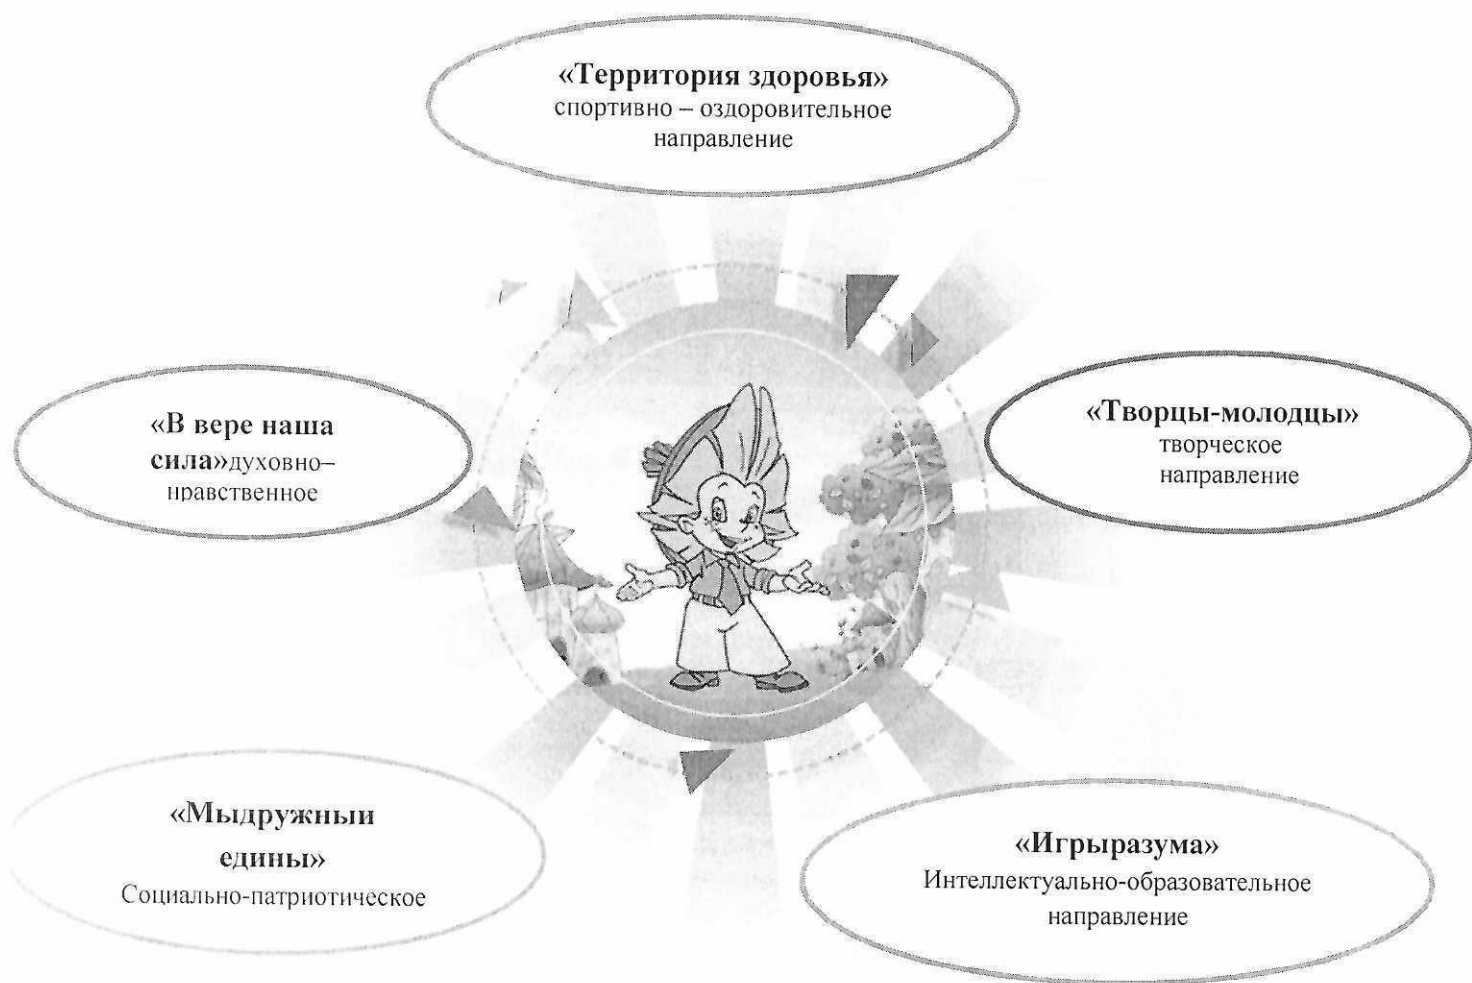 «Территория здоровья»
спортивно – оздоровительное
направление
«В вере наша
сила»духовно–
нравственное
«Творцы-молодцы»
творческое
направление
«Мыдружныи
едины»
Социально-патриотическое
«Игрыразума»
Интеллектуально-образовательное
направление